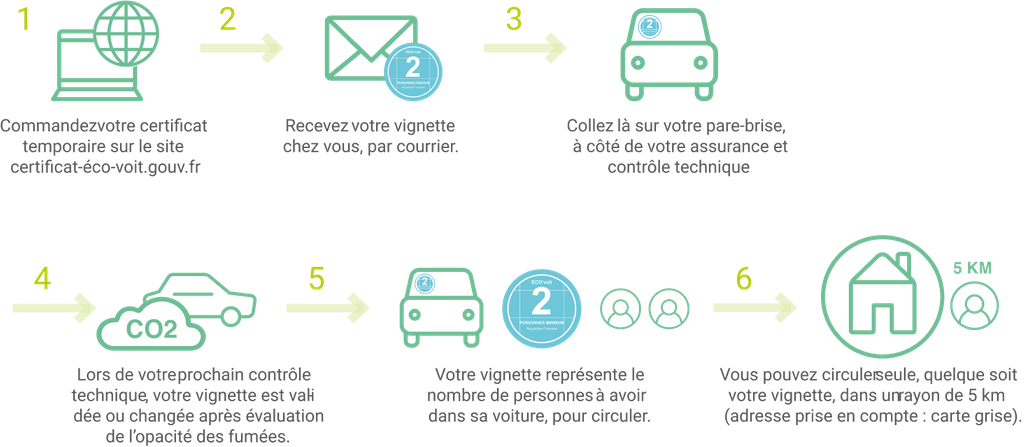 1
Commandezvotre certificat
temporaire sur le site
certificat-éco-voit.gouv.fr
2
2
Recevez votre vignette
chez vous, par courrier.
3
2
Collez là sur votre pare-brise,
à côté de votre assurance et
contrôle technique
4
CO2
Lors de votreprochain contrôle
technique, votre vignette est vali-
dée ou changée après évaluation
de l'opacité des fumées.
5
2
ÉCO'voit
2
PERSONNES MINIMUM
République Française
Votre vignette représente le
nombre de personnes à avoir
dans sa voiture, pour circuler.
6
5 KM
Vous pouvez circulerseule, quelque soit
votre vignette, dans unrayon de 5 km
(adresse prise en compte : carte grise).